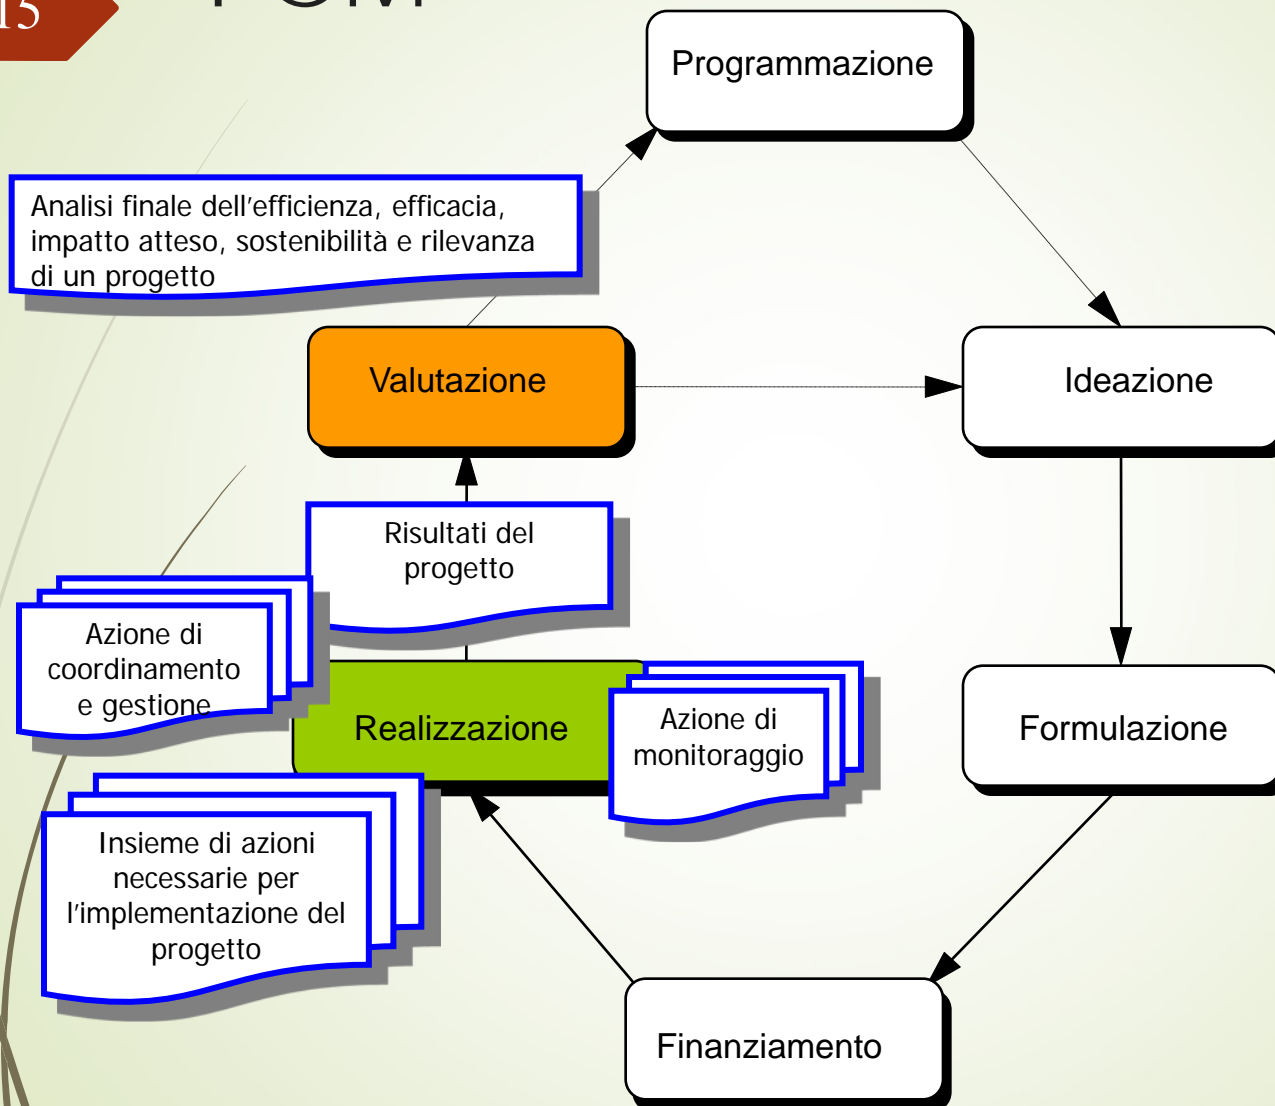 15
PCM
Programmazione
Analisi finale dell'efficienza, efficacia,
impatto atteso, sostenibilità e rilevanza
di un progetto
Valutazione
Ideazione
Risultati del
progetto
Azione di
coordinamento
e gestione
Realizzazione
Azione di
monitoraggio
Formulazione
Insieme di azioni
necessarie per
l'implementazione del
progetto
Finanziamento